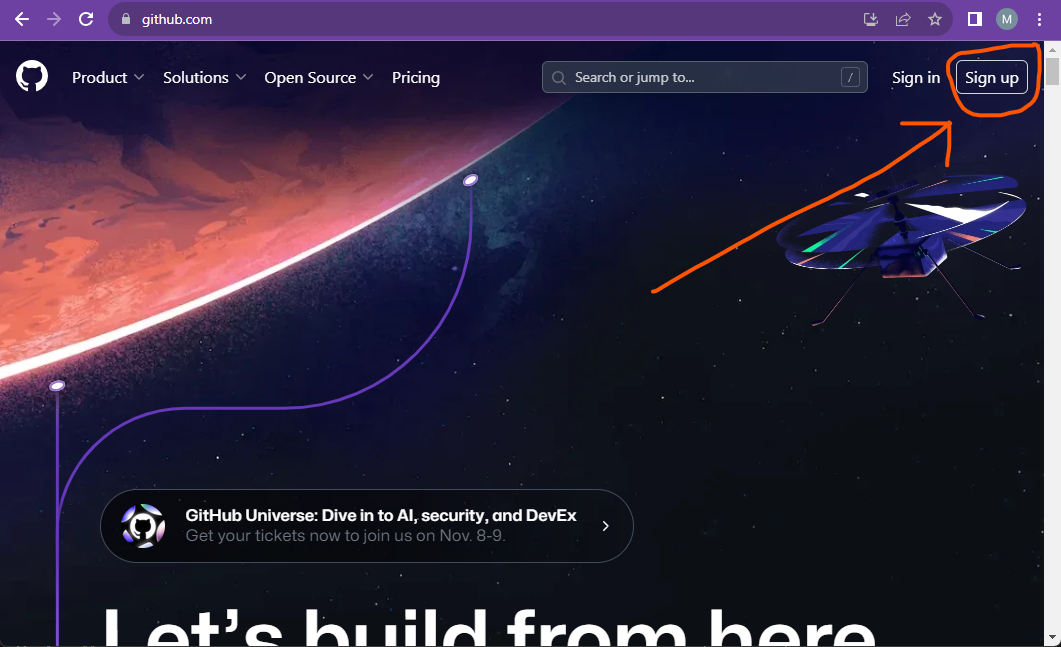 github.com
M
Product Solutions Open Source Pricing Search or jump to... / Sign in Sign up
GitHub Universe: Dive in to AI, security, and DevEx
Get your tickets now to join us on Nov. 8-9.
Let's build from here